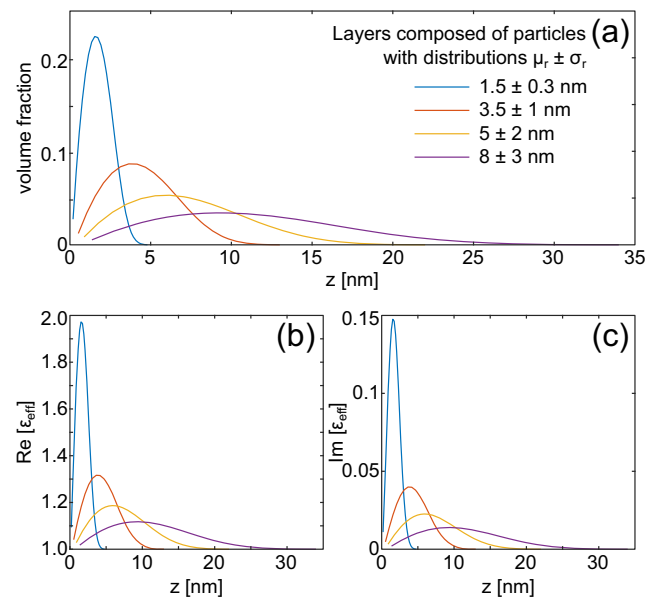 Layers composed of particles (a)
with distributions μr ± σr
1.5 ± 0.3 nm
3.5 ± 1 nm
5 ± 2 nm
8 ± 3 nm
volume fraction
0.2
0.1
0
0 5 10 15 20 25 30 35
z [nm]
(b)
Re [εeff]
2.0
1.8
1.6
1.4
1.2
1.0
0 10 20 30
z [nm]
(c)
Im [εeff]
0.15
0.1
0.05
0
0 10 20 30
z [nm]